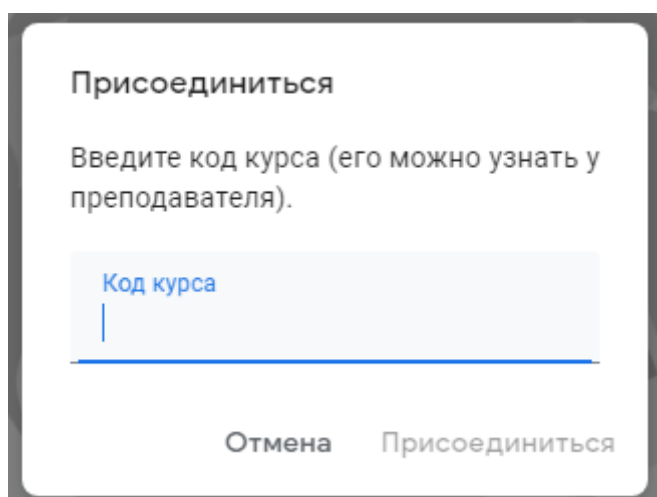 Присоединиться
Введите код курса (его можно узнать у
преподавателя).
Код курса
Отмена Присоединиться